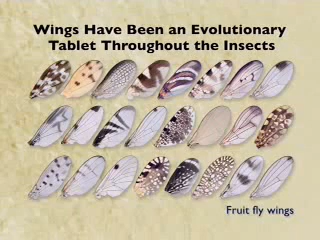 Wings Have Been an Evolutionary
Tablet Throughout the Insects
Fruit fly wings